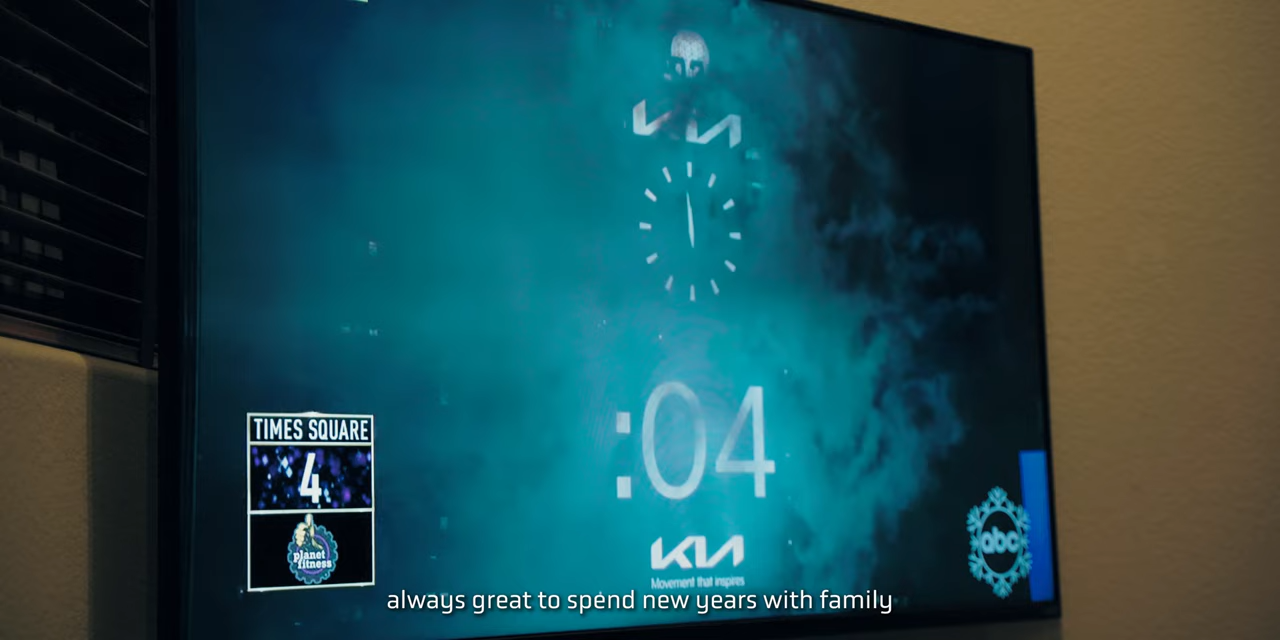 KIA
:04
TIMES SQUARE
4
planet
fitness
KIA
Movement that inspires
abc
always great to spend new years with family